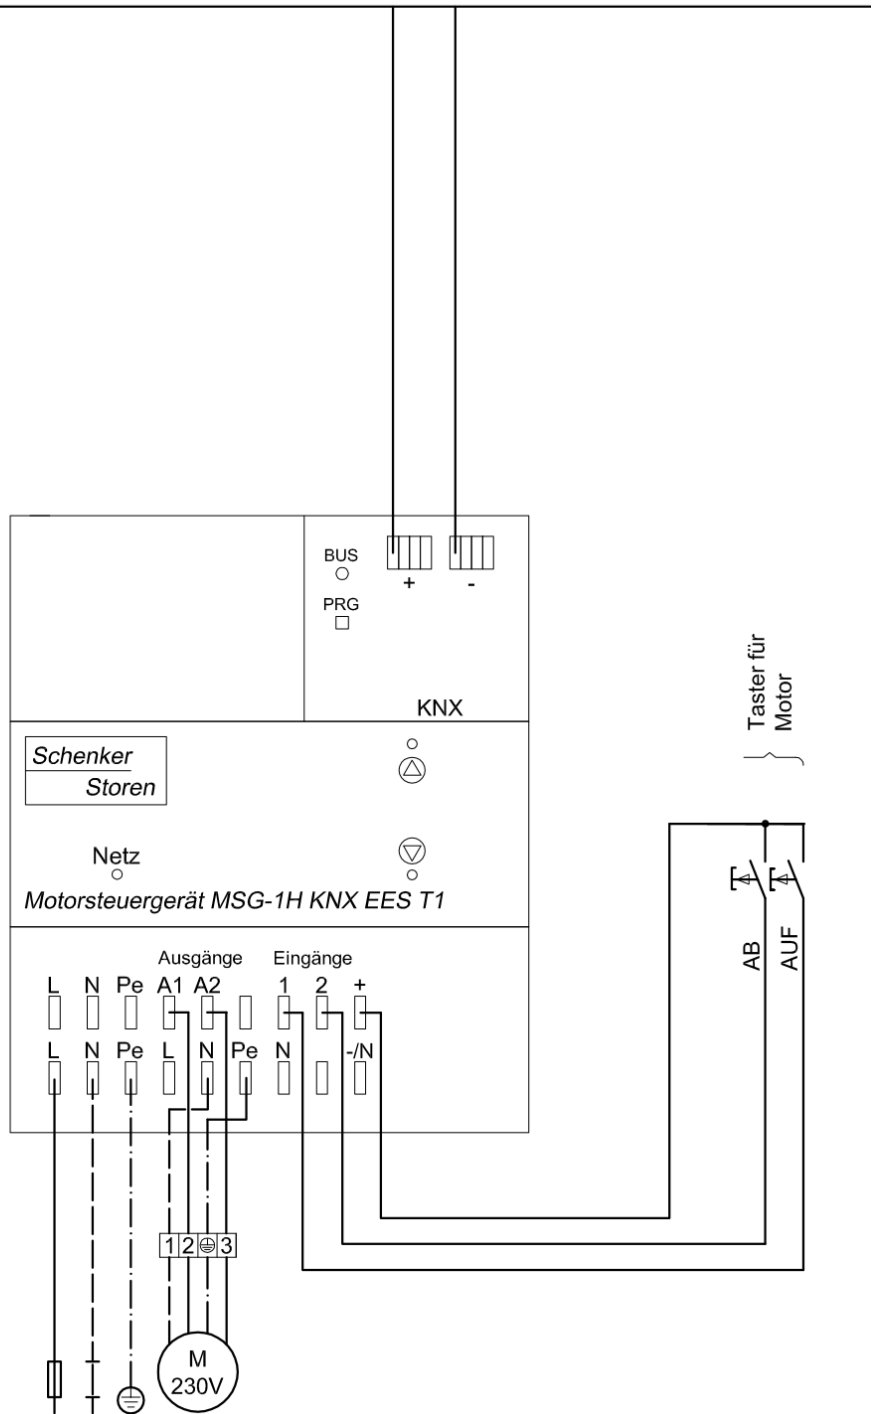 BUS
+ -
PRG
KNX
Schenker
Storen
Netz
Motorsteuergerät MSG-1H KNX EES T1
Taster für
Motor
AB
AUF
Ausgänge Eingänge
L N Pe A1 A2 1 2 +
L N Pe L N Pe N -/N
1 2 3
M
230V